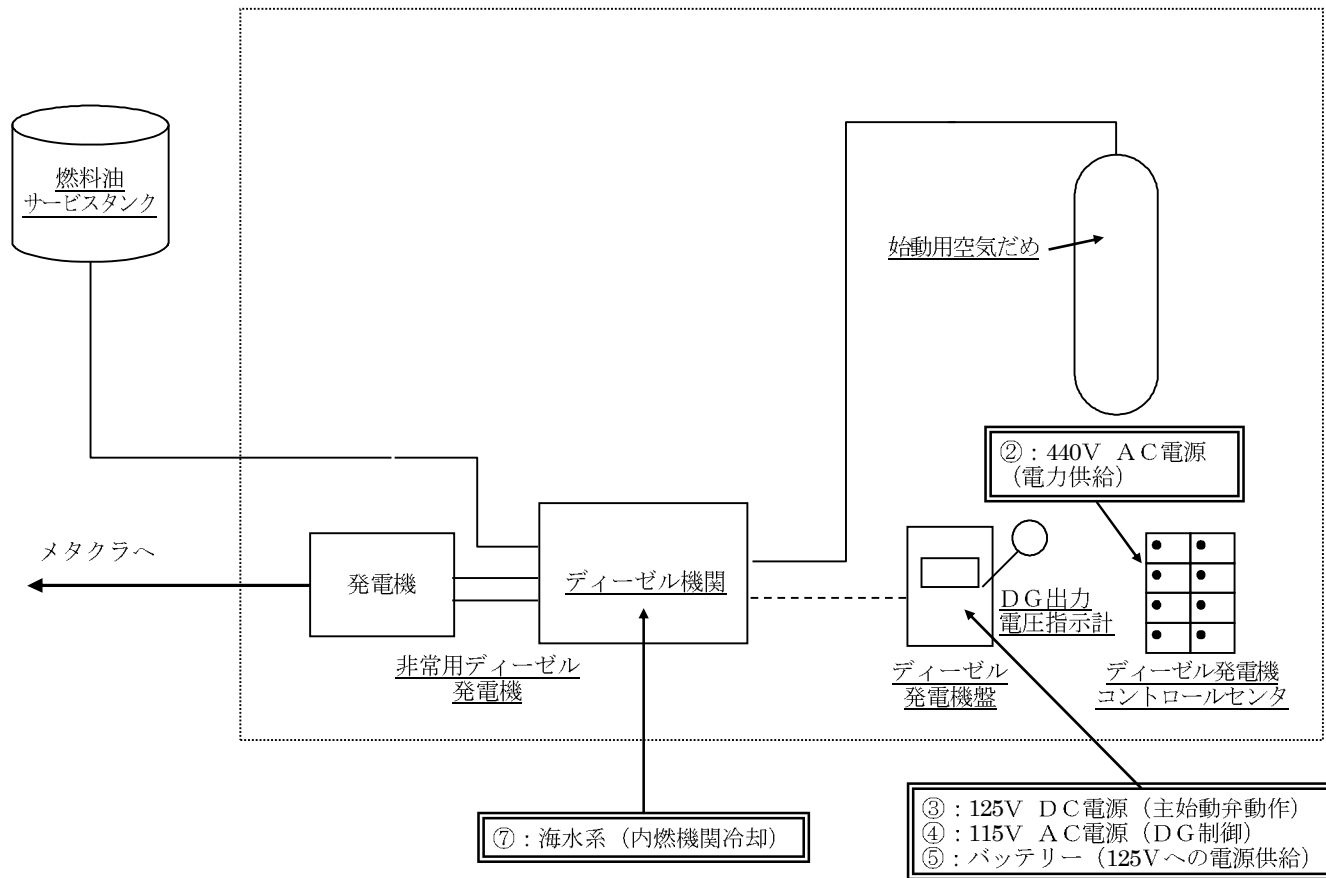 燃料油
サービスタンク
始動用空気だめ
②：440V ＡＣ電源
（電力供給）
メタクラへ
発電機
ディーゼル機関
ＤＧ出力
電圧指示計
非常用ディーゼル
発電機
ディーゼル
発電機盤
ディーゼル発電機
コントロールセンタ
⑦：海水系（内燃機関冷却）
③：125V ＤＣ電源（主始動弁動作）
④：115V ＡＣ電源（ＤＧ制御）
⑤：バッテリー（125Vへの電源供給）